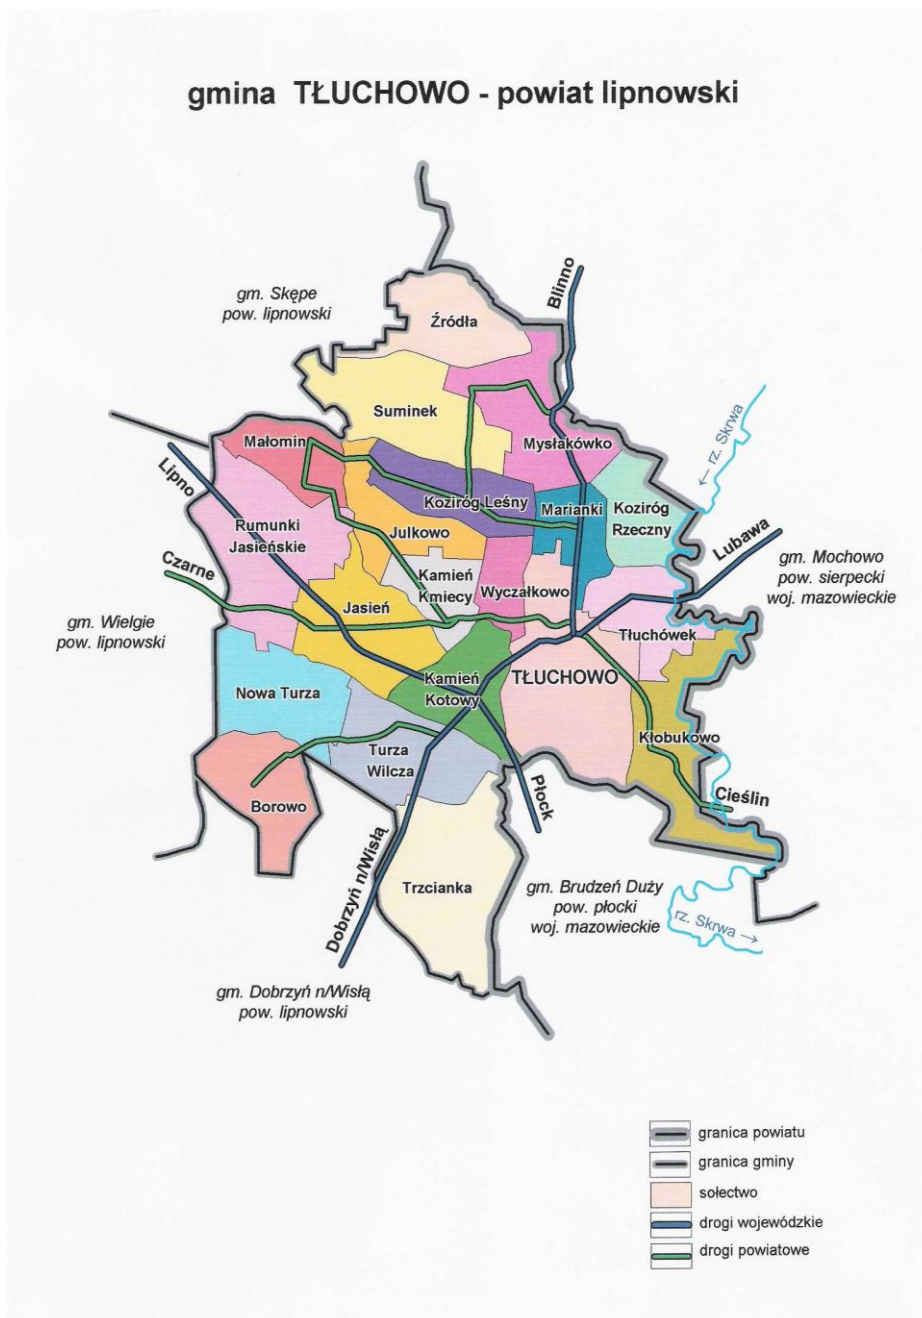 gmina TŁUCHOWO - powiat lipnowski
gm. Skępe
pow. lipnowski
Blinno
Źródła
Suminek
Mysłakówko
← rz. Skrwa
Małomin
Lipno
Koziróg Leśny
Marianki
Koziróg
Rzeczny
Rumunki
Jasieńskie
Julkowo
Lubawa
Czarne
Kamień
Kmiecy
Wyczałkowo
gm. Mochowo
pow. sierpecki
woj. mazowieckie
Jasień
Tłuchówek
gm. Wielgie
pow. lipnowski
Kamień
Kotowy
TŁUCHOWO
Nowa Turza
Kłobukowo
Turza
Wilcza
Płock
Cieślin
Borowo
Dobrzyń n/Wisłą
Trzcianka
gm. Brudzeń Duży
pow. płocki
woj. mazowieckie
rz. Skrwa →
gm. Dobrzyń n/Wisłą
pow. lipnowski
granica powiatu
granica gminy
sołectwo
drogi wojewódzkie
drogi powiatowe